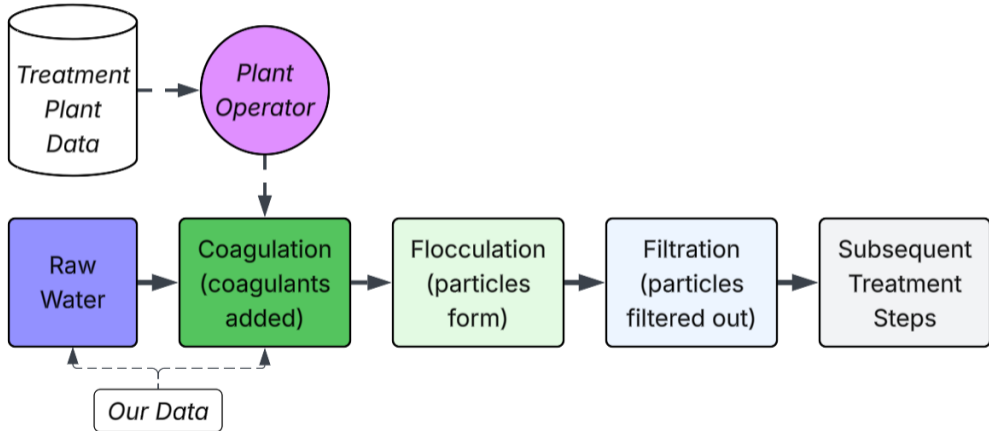 Treatment
Plant
Data
Plant
Operator
Raw
Water
Coagulation
(coagulants
added)
Flocculation
(particles
form)
Filtration
(particles
filtered out)
Subsequent
Treatment
Steps
Our Data